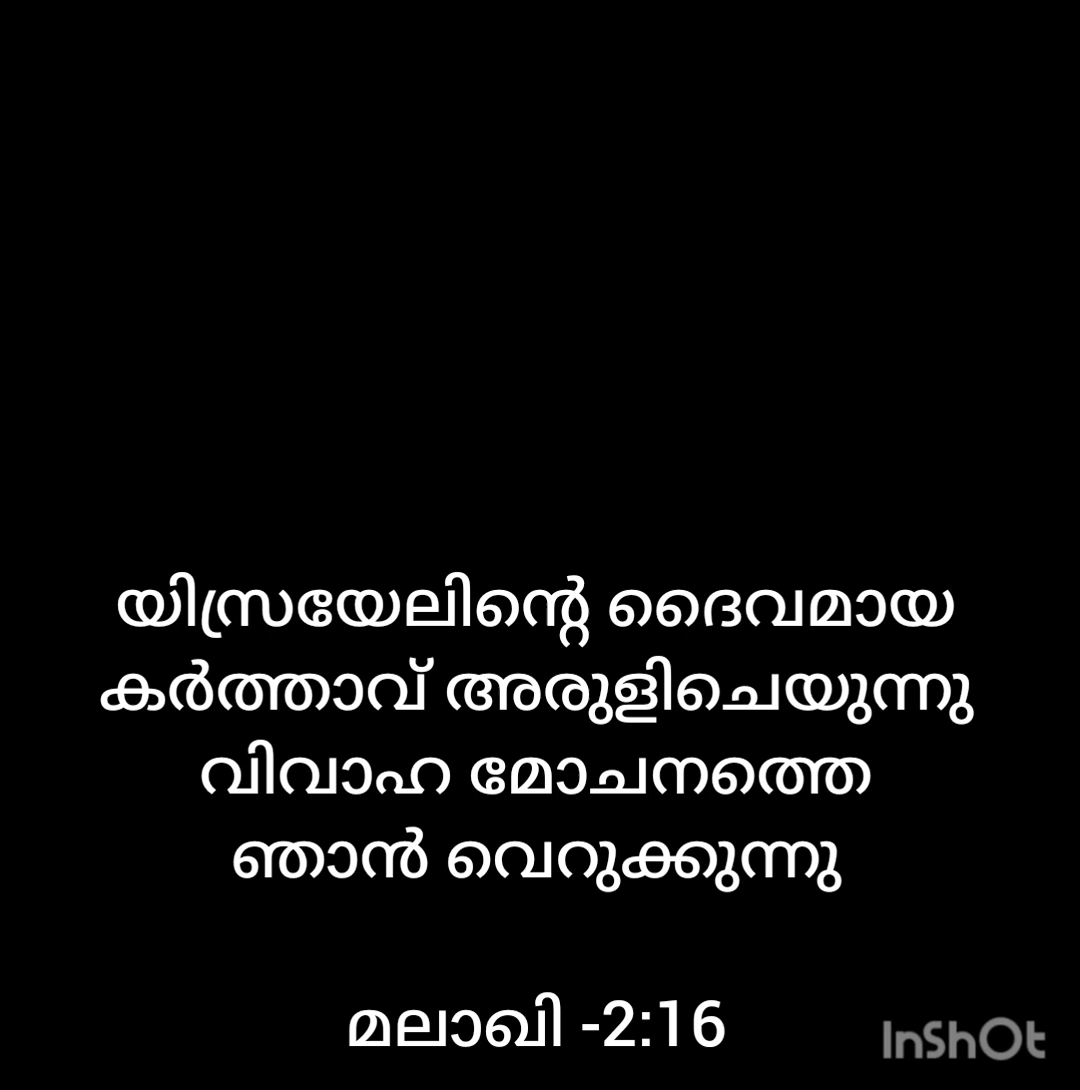 യിസ്രയേലിന്റെ ദൈവമായ
കർത്താവ് അരുളിചെയുന്നു
വിവാഹ മോചനത്തെ
ഞാൻ വെറുക്കുന്നു
മലാഖി -2:16
InShOt